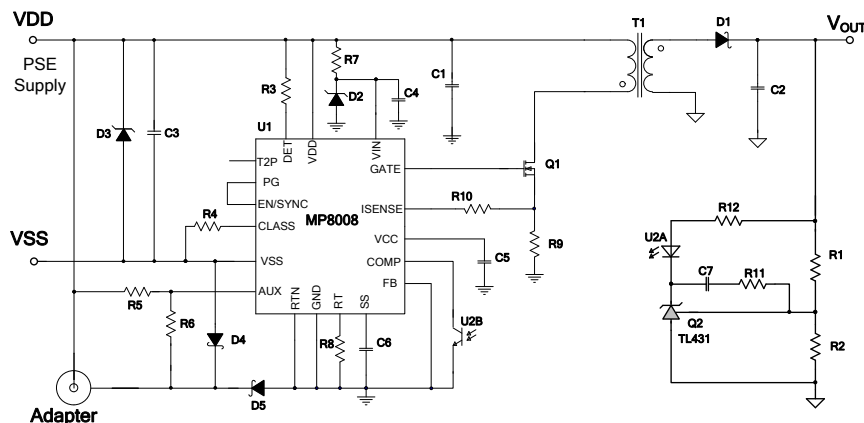 VDD
T1
D1
VOUT
PSE
Supply
R7
C1
D2
C4
R3
C2
D3
C3
U1
DET
VDD
VIN
T2P
GATE
Q1
PG
EN/SYNC
MP8008
ISENSE
R10
R12
R4
CLASS
VSS
VSS
VCC
R9
U2A
R1
C5
COMP
C7
R11
AUX
FB
RTN
GND
RT
SS
R5
R6
Q2
TL431
D4
R8
C6
U2B
R2
D5
Adapter